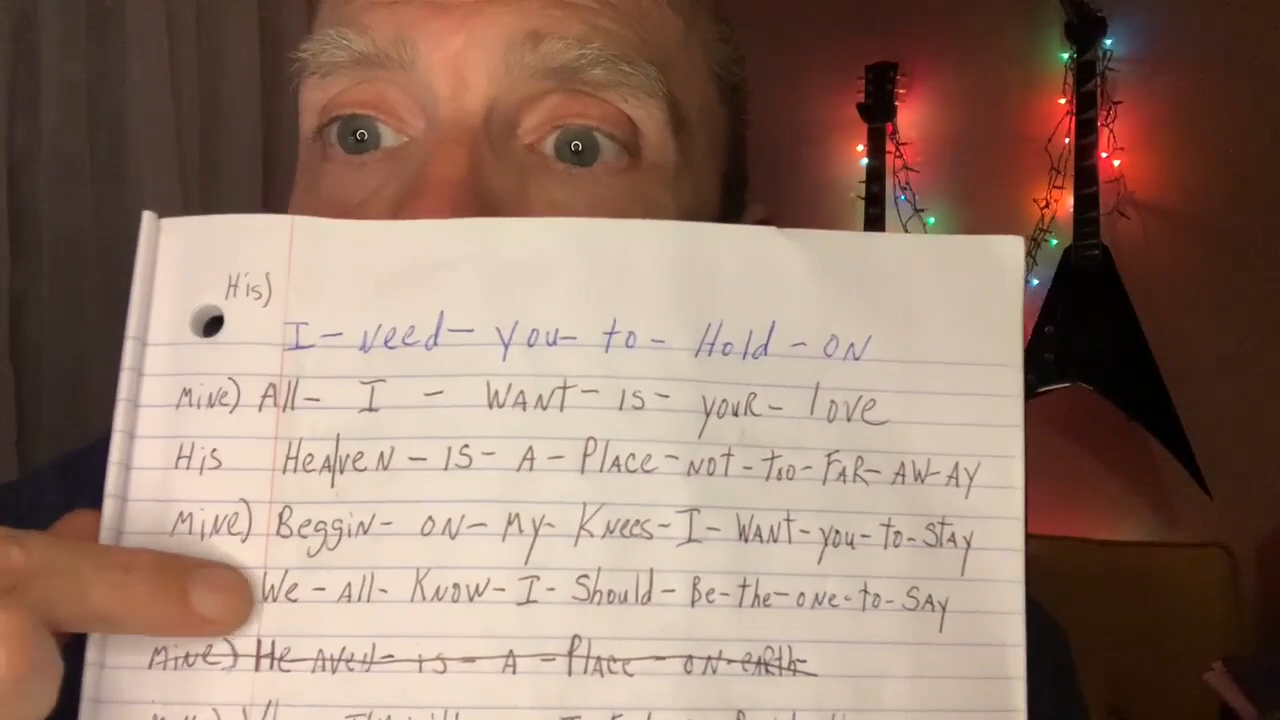 His)
I - Need - you - to - Hold - ON
MiNe) All - I - WANT - IS - youR - love
His HeAveN - IS - A - PlAce - NOT - Too - FAR - AWAY
MiNe) BeggiN - ON - My - KNees - I - WANT - you - to - STAY
We - All - KNOW - I - Should - Be - the - oNe - to - SAY
MiNe) HeAveN - is - A - PlAce - ON - eARth